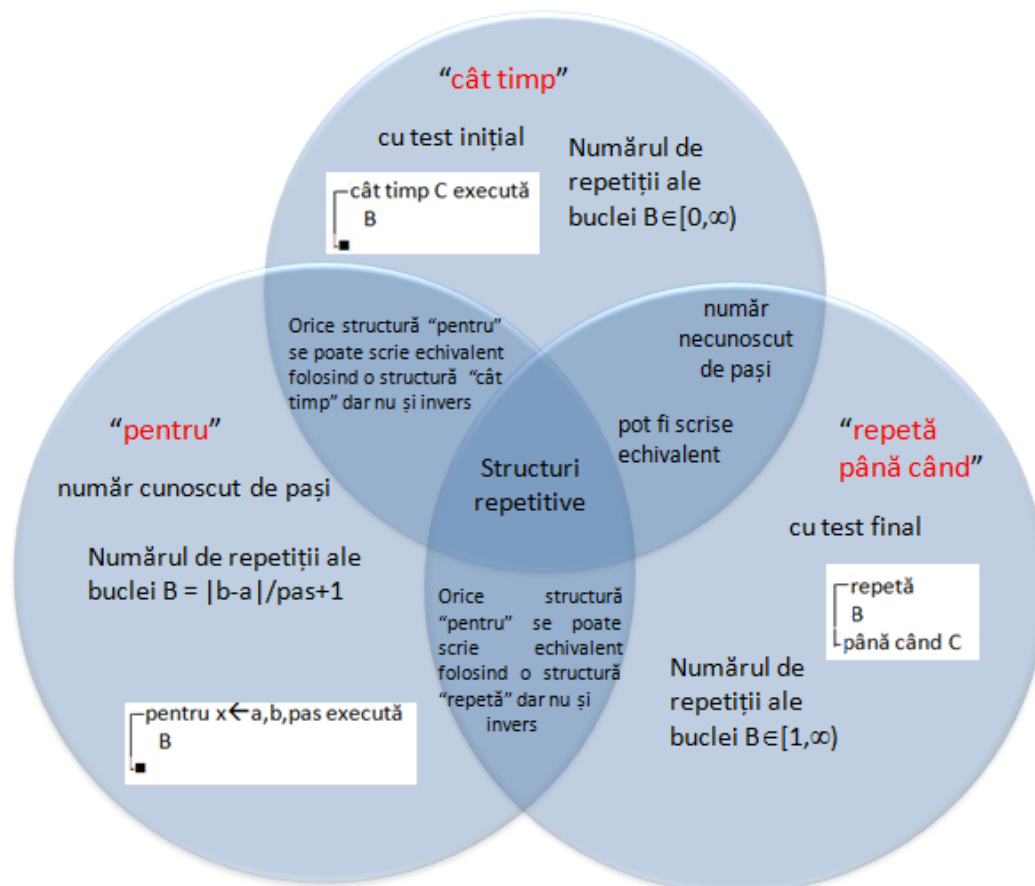 “cât timp”
cu test inițial
cât timp C execută
B
Numărul de
repetiții ale
buclei B∈[0,∞)
Orice structură “pentru”
se poate scrie echivalent
folosind o structură “cât
timp” dar nu și invers
număr
necunoscut
de pași
pot fi scrise
echivalent
Structuri
repetitive
“pentru”
număr cunoscut de pași
Numărul de repetiții ale
buclei B = |b-a|/pas+1
pentru x←a,b,pas execută
B
Orice structură
“pentru” se poate
scrie echivalent
folosind o structură
“repetă” dar nu și
invers
“repetă
până când”
cu test final
repetă
B
până când C
Numărul de
repetiții ale
buclei B∈[1,∞)